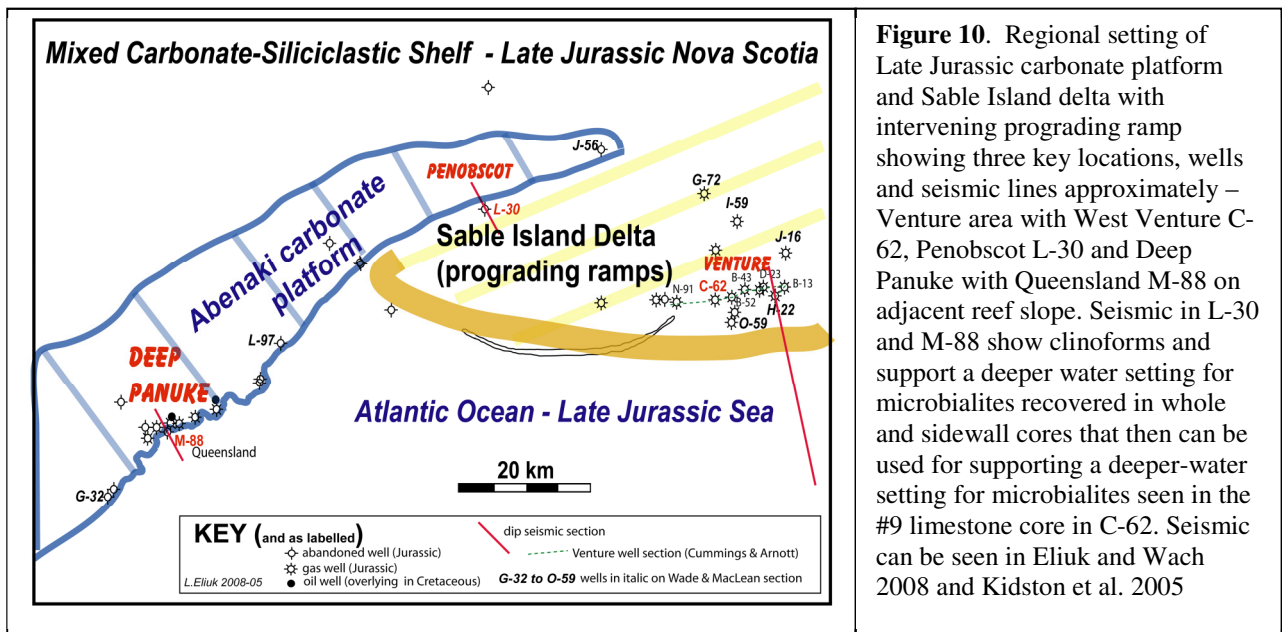 Mixed Carbonate-Siliciclastic Shelf - Late Jurassic Nova Scotia
J-56
PENOBSCOT
L-30
G-72
I-59
J-16
Abenaki carbonate
platform
Sable Island Delta
(prograding ramps)
VENTURE
N-91
C-62
B-43
D-23
B-13
B-52
H-22
O-59
L-97
DEEP
PANUKE
M-88
Queensland
G-32
Atlantic Ocean - Late Jurassic Sea
20 km
KEY (and as labelled)
abandoned well (Jurassic)
gas well (Jurassic)
oil well (overlying in Cretaceous)
dip seismic section
Venture well section (Cummings & Arnott)
G-32 to O-59 wells in italic on Wade & MacLean section
L.Eliuk 2008-05
Figure 10. Regional setting of
Late Jurassic carbonate platform
and Sable Island delta with
intervening prograding ramp
showing three key locations, wells
and seismic lines approximately –
Venture area with West Venture C-
62, Penobscot L-30 and Deep
Panuke with Queensland M-88 on
adjacent reef slope. Seismic in L-30
and M-88 show clinoforms and
support a deeper water setting for
microbialites recovered in whole
and sidewall cores that then can be
used for supporting a deeper-water
setting for microbialites seen in the
#9 limestone core in C-62. Seismic
can be seen in Eliuk and Wach
2008 and Kidston et al. 2005